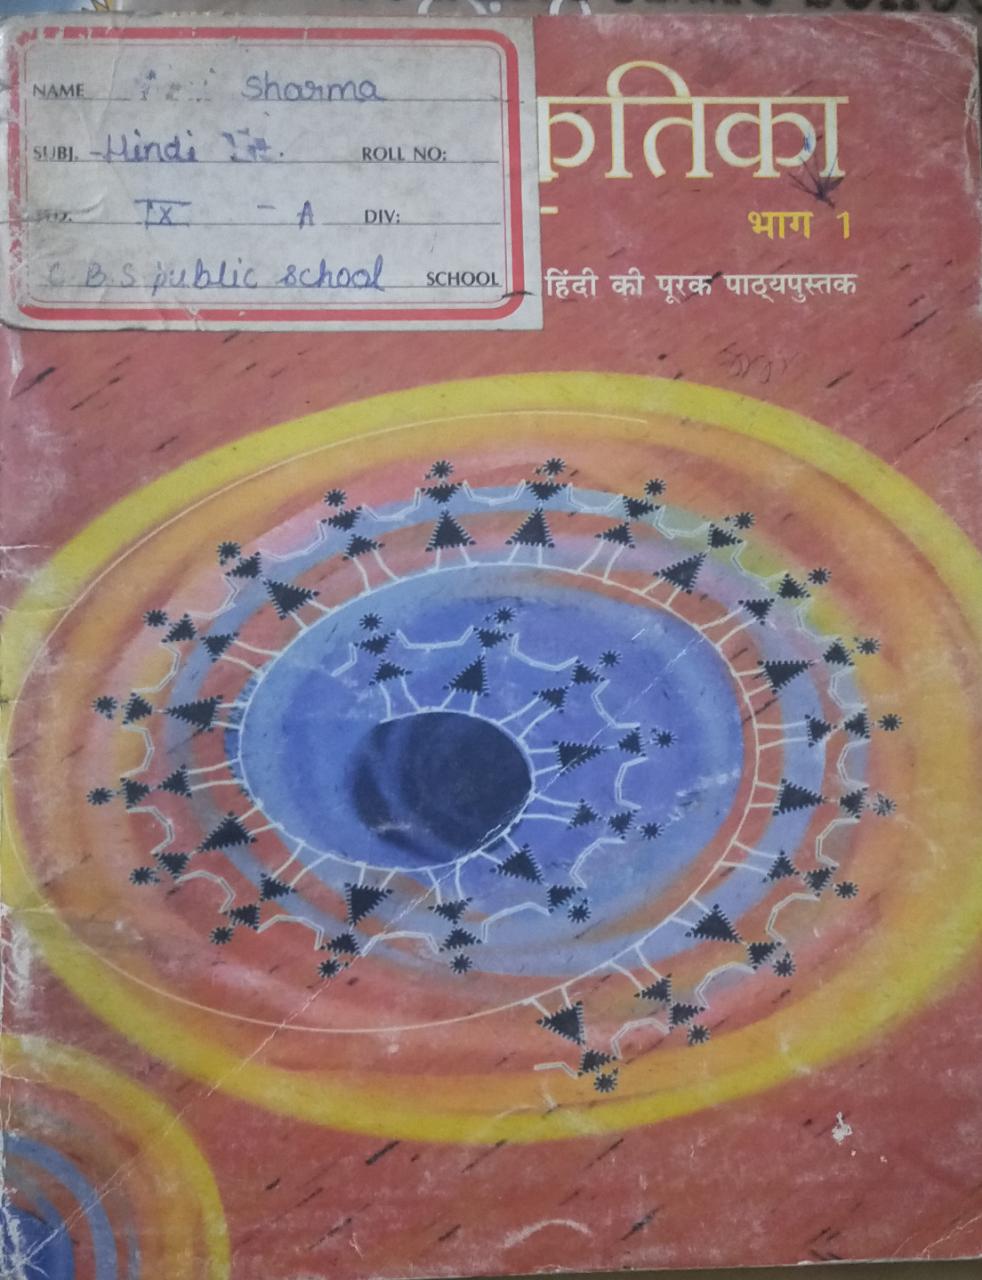 NAME Sharma
SUBJ. Hindi
ROLL NO:
IX - A
DIV:
C.B.S public school SCHOOL
कृतिका
भाग 1
हिंदी की पूरक पाठ्यपुस्तक